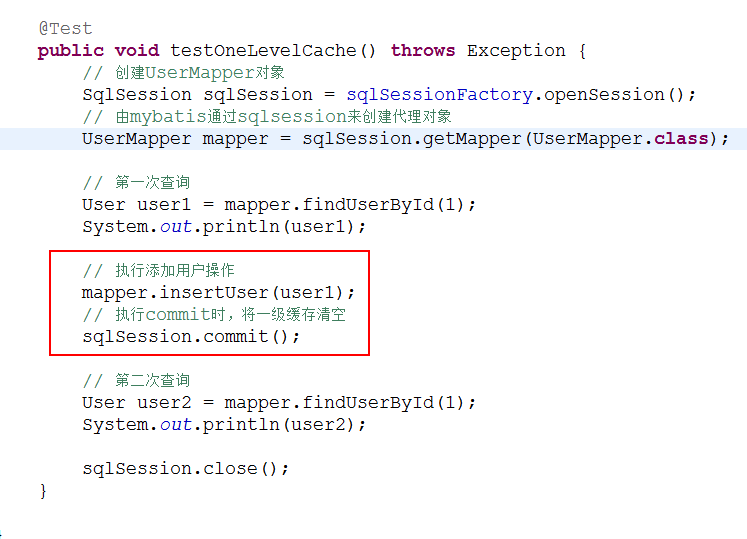 @Test
public void testOneLevelCache() throws Exception {
// 创建UserMapper对象
SqlSession sqlSession = sqlSessionFactory.openSession();
// 由mybatis通过sqlsession来创建代理对象
UserMapper mapper = sqlSession.getMapper(UserMapper.class);
// 第一次查询
User user1 = mapper.findUserById(1);
System.out.println(user1);
// 执行添加用户操作
mapper.insertUser(user1);
// 执行commit时，将一级缓存清空
sqlSession.commit();
// 第二次查询
User user2 = mapper.findUserById(1);
System.out.println(user2);
sqlSession.close();
}